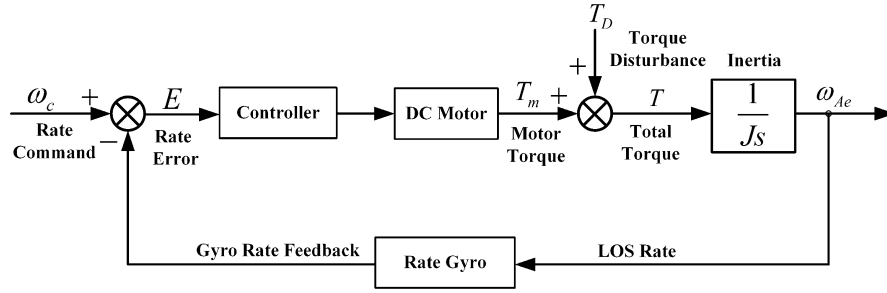 T_D
Torque
Disturbance
Inertia
ω_c
+
E
Controller
DC Motor
T_m
+
+
T
1
Js
ω_Ae
Rate
Command
−
Rate
Error
Motor
Torque
Total
Torque
Gyro Rate Feedback
Rate Gyro
LOS Rate